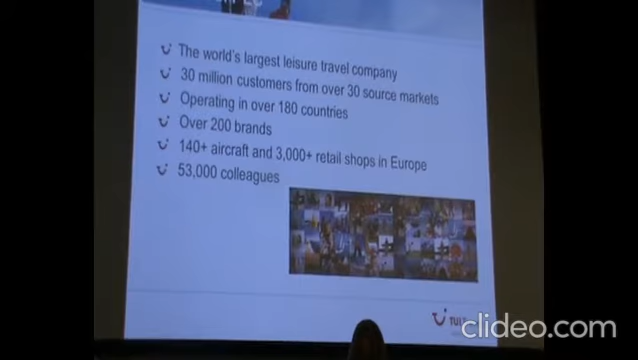 The world's largest leisure travel company
30 million customers from over 30 source markets
Operating in over 180 countries
Over 200 brands
140+ aircraft and 3,000+ retail shops in Europe
53,000 colleagues
TUI
clideo.com